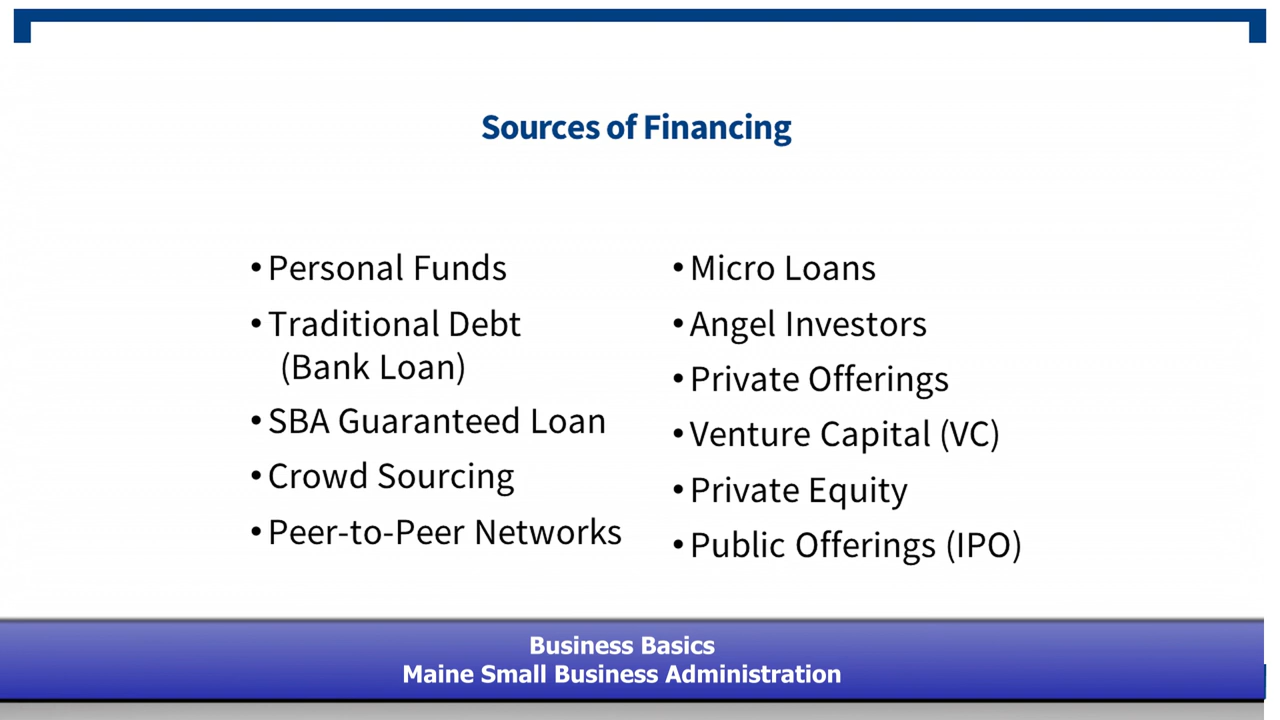 Sources of Financing
• Personal Funds
• Traditional Debt
(Bank Loan)
• SBA Guaranteed Loan
• Crowd Sourcing
• Peer-to-Peer Networks
• Micro Loans
• Angel Investors
• Private Offerings
• Venture Capital (VC)
• Private Equity
• Public Offerings (IPO)
Business Basics
Maine Small Business Administration